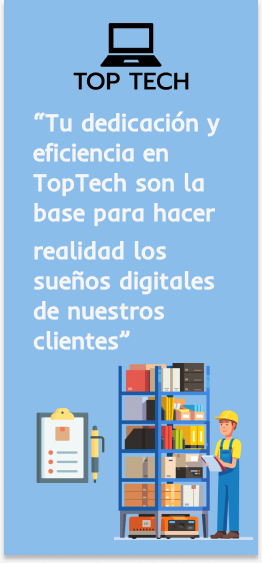 TOP TECH
“Tu dedicación y
eficiencia en
TopTech son la
base para hacer
realidad los
sueños digitales
de nuestros
clientes”